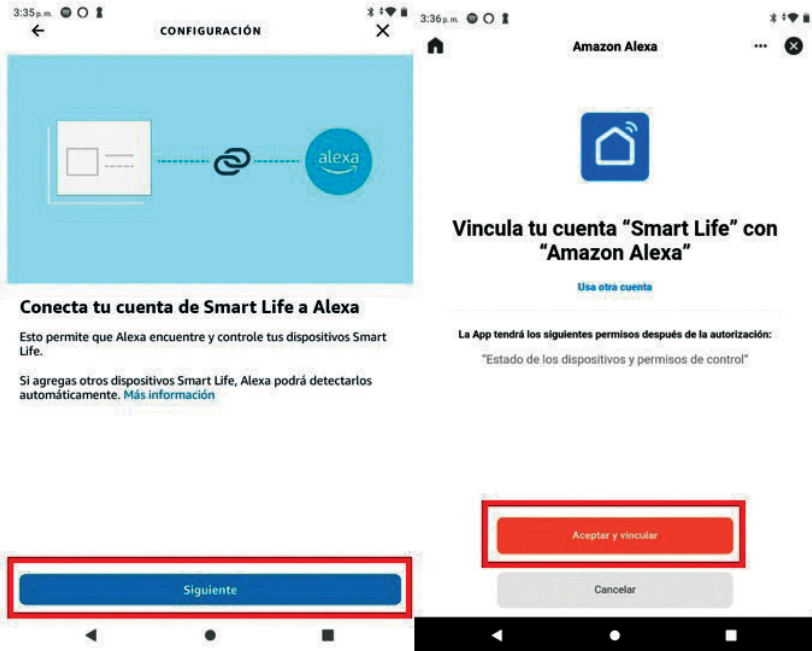 3:35 p.m.
CONFIGURACIÓN
alexa
Conecta tu cuenta de Smart Life a Alexa
Esto permite que Alexa encuentre y controle tus dispositivos Smart
Life.
Si agregas otros dispositivos Smart Life, Alexa podrá detectarlos
automáticamente. Más información
Siguiente
3:36 p.m.
Amazon Alexa
Vincula tu cuenta “Smart Life” con
“Amazon Alexa”
Usa otra cuenta
La App tendrá los siguientes permisos después de la autorización:
“Estado de los dispositivos y permisos de control”
Aceptar y vincular
Cancelar